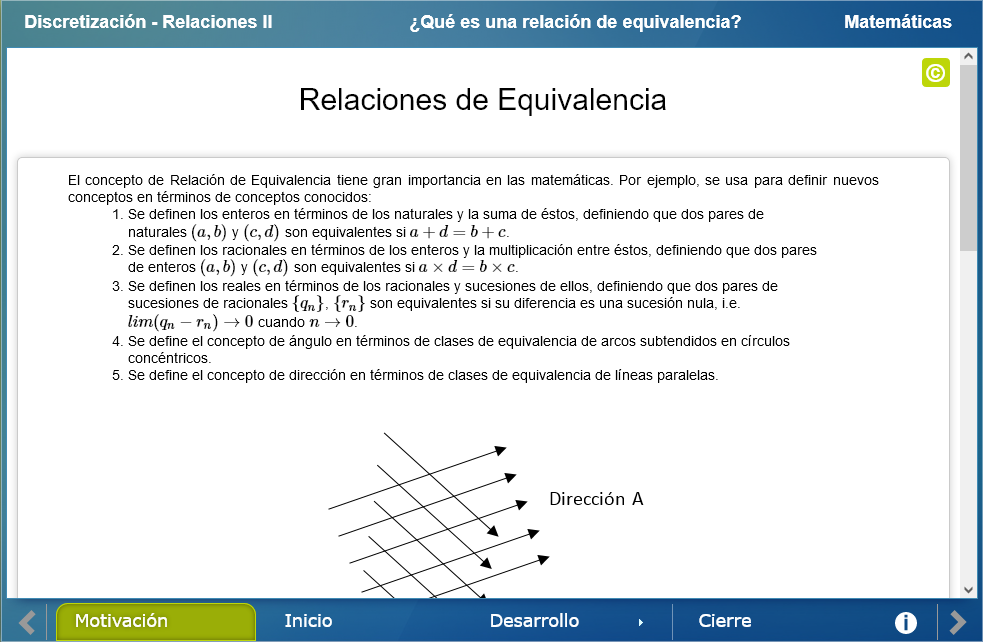 Discretización - Relaciones II ¿Qué es una relación de equivalencia? Matemáticas
©
Relaciones de Equivalencia
El concepto de Relación de Equivalencia tiene gran importancia en las matemáticas. Por ejemplo, se usa para definir nuevos
conceptos en términos de conceptos conocidos:
1. Se definen los enteros en términos de los naturales y la suma de éstos, definiendo que dos pares de
naturales (a, b) y (c, d) son equivalentes si a + d = b + c.
2. Se definen los racionales en términos de los enteros y la multiplicación entre éstos, definiendo que dos pares
de enteros (a, b) y (c, d) son equivalentes si a × d = b × c.
3. Se definen los reales en términos de los racionales y sucesiones de ellos, definiendo que dos pares de
sucesiones de racionales {qₙ}, {rₙ} son equivalentes si su diferencia es una sucesión nula, i.e.
lim(qₙ − rₙ) → 0 cuando n → 0.
4. Se define el concepto de ángulo en términos de clases de equivalencia de arcos subtendidos en círculos
concéntricos.
5. Se define el concepto de dirección en términos de clases de equivalencia de líneas paralelas.
Dirección A
Motivación Inicio Desarrollo Cierre i